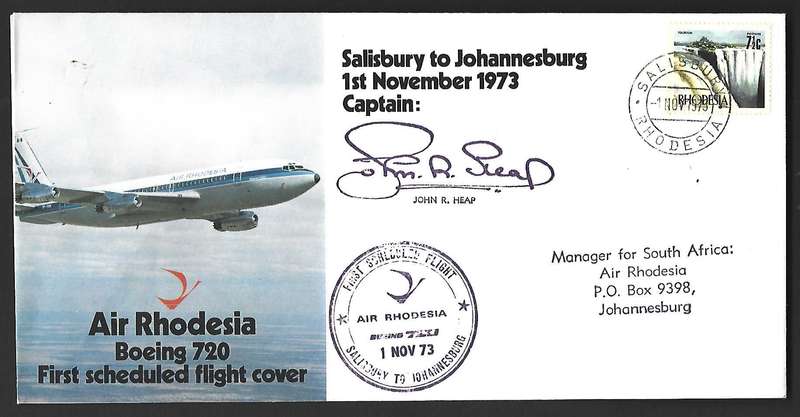 Salisbury to Johannesburg
1st November 1973
Captain:
John. R. Heap
JOHN R. HEAP
7½c
RHODESIA
SALISBURY
-1 NOV 1973
RHODESIA
AIR RHODESIA
Air Rhodesia
Boeing 720
First scheduled flight cover
FIRST SCHEDULED FLIGHT
AIR RHODESIA
BOEING 720
1 NOV 73
SALISBURY TO JOHANNESBURG
Manager for South Africa:
Air Rhodesia
P.O. Box 9398,
Johannesburg